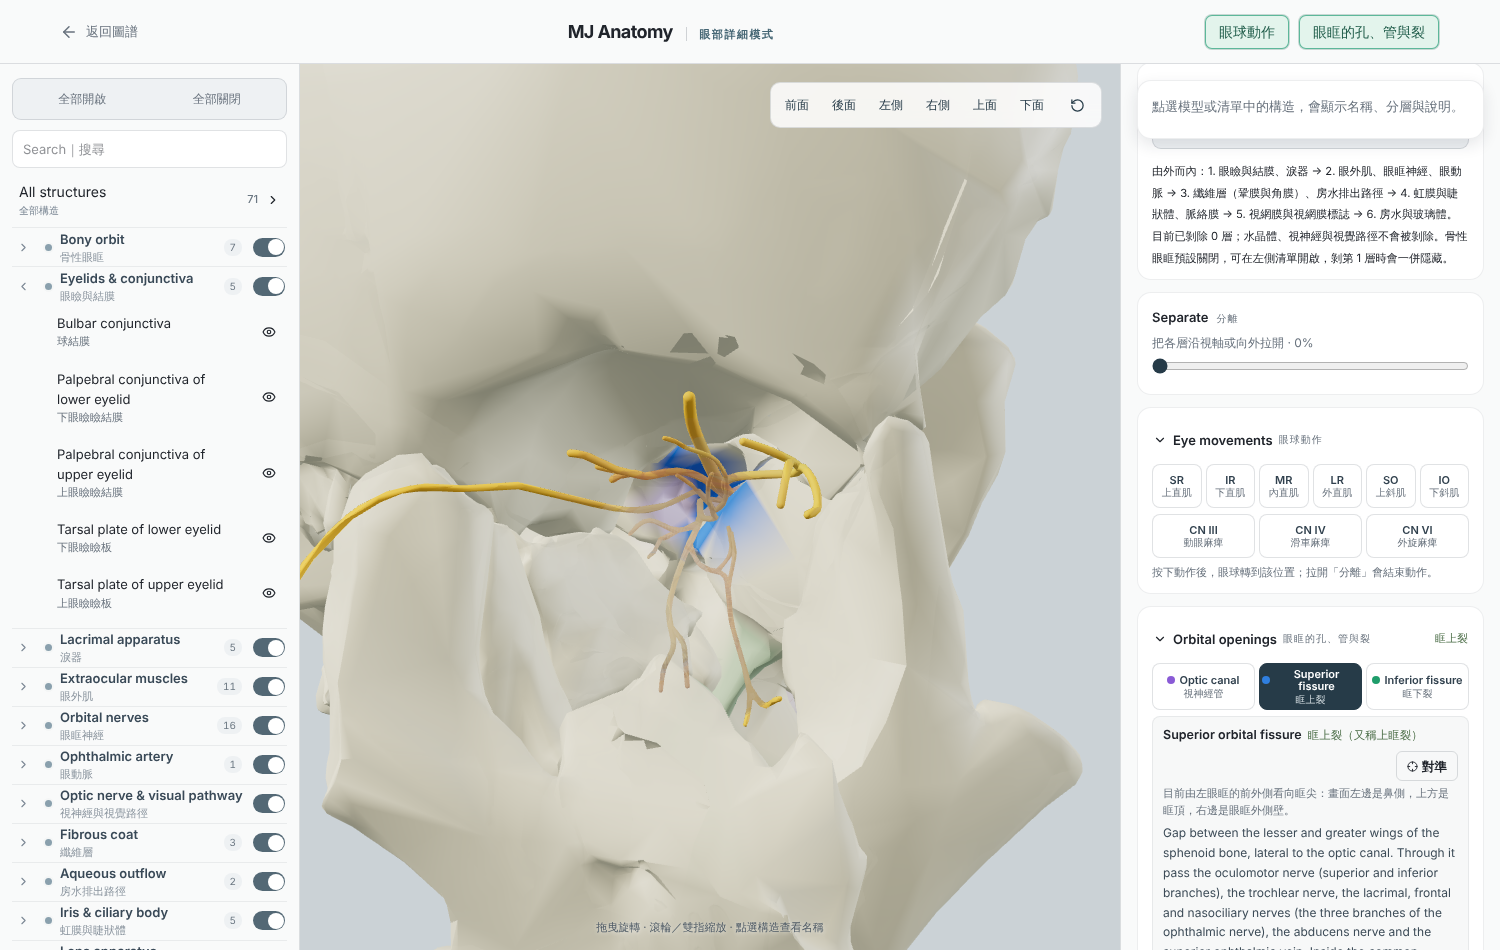 返回圖譜
MJ Anatomy 眼部詳細模式
眼球動作
眼眶的孔、管與裂
全部開啟 全部關閉
Search | 搜尋
All structures
全部構造
71
Bony orbit
骨性眼眶
7
Eyelids & conjunctiva
眼瞼與結膜
5
Bulbar conjunctiva
球結膜
Palpebral conjunctiva of
lower eyelid
下眼瞼瞼結膜
Palpebral conjunctiva of
upper eyelid
上眼瞼瞼結膜
Tarsal plate of lower eyelid
下眼瞼瞼板
Tarsal plate of upper eyelid
上眼瞼瞼板
Lacrimal apparatus
淚器
5
Extraocular muscles
眼外肌
11
Orbital nerves
眼眶神經
16
Ophthalmic artery
眼動脈
1
Optic nerve & visual pathway
視神經與視覺路徑
Fibrous coat
纖維層
3
Aqueous outflow
房水排出路徑
2
Iris & ciliary body
虹膜與睫狀體
5
前面 後面 左側 右側 上面 下面
拖曳旋轉 · 滾輪／雙指縮放 · 點選構造查看名稱
點選模型或清單中的構造，會顯示名稱、分層與說明。
由外而內：1. 眼瞼與結膜、淚器 → 2. 眼外肌、眼眶神經、眼動
脈 → 3. 纖維層（鞏膜與角膜）、房水排出路徑 → 4. 虹膜與睫
狀體、脈絡膜 → 5. 視網膜與視網膜標誌 → 6. 房水與玻璃體。
目前已剝除 0 層；水晶體、視神經與視覺路徑不會被剝除。骨性
眼眶預設關閉，可在左側清單開啟，剝第 1 層時會一併隱藏。
Separate 分離
把各層沿視軸或向外拉開 · 0%
Eye movements 眼球動作
SR
上直肌
IR
下直肌
MR
內直肌
LR
外直肌
SO
上斜肌
IO
下斜肌
CN III
動眼麻痺
CN IV
滑車麻痺
CN VI
外旋麻痺
按下動作後，眼球轉到該位置；拉開「分離」會結束動作。
Orbital openings 眼眶的孔、管與裂 眶上裂
Optic canal
視神經管
Superior
fissure
眶上裂
Inferior fissure
眶下裂
Superior orbital fissure 眶上裂（又稱上眶裂）
對準
目前由左眼眶的前外側看向眶尖：畫面左邊是鼻側，上方是
眶頂，右邊是眼眶外側壁。
Gap between the lesser and greater wings of the
sphenoid bone, lateral to the optic canal. Through it
pass the oculomotor nerve (superior and inferior
branches), the trochlear nerve, the lacrimal, frontal
and nasociliary nerves (the three branches of the
ophthalmic nerve), the abducens nerve and the